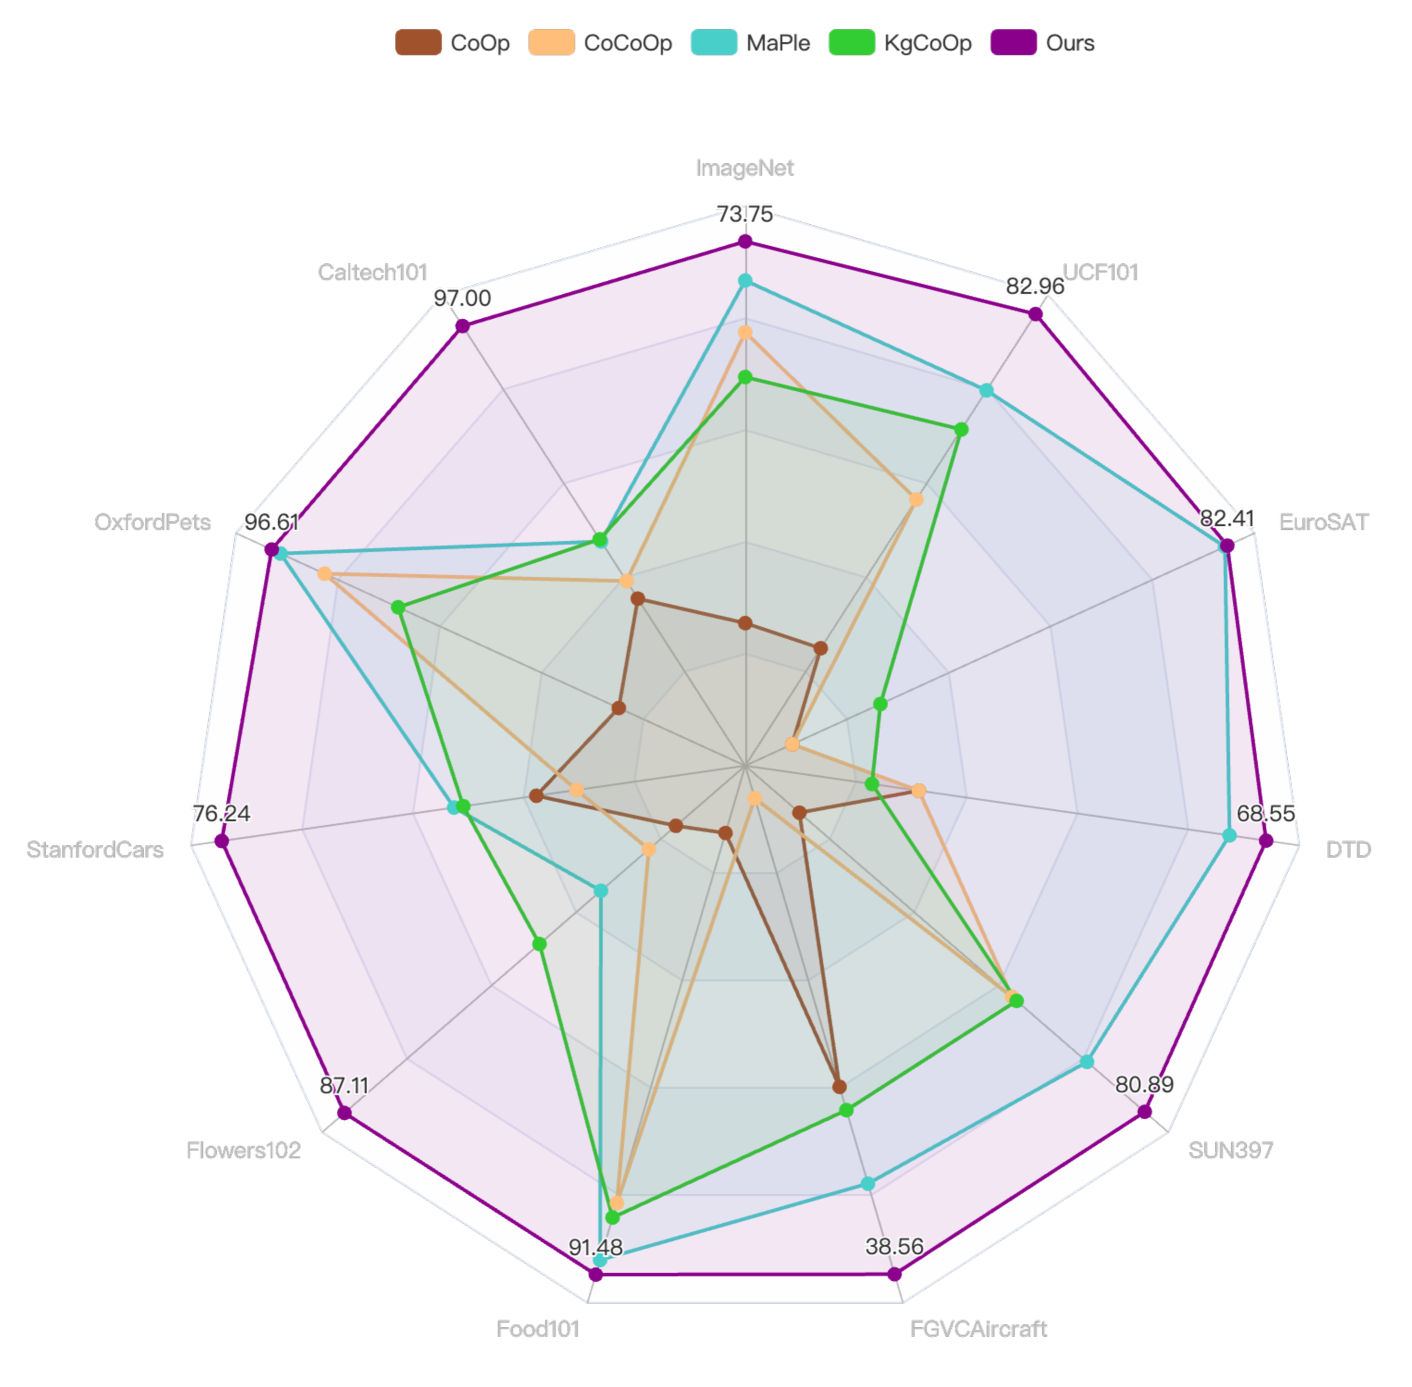 CoOp CoCoOp MaPle KgCoOp Ours
ImageNet
73.75
Caltech101
97.00
UCF101
82.96
OxfordPets
96.61
EuroSAT
82.41
StanfordCars
76.24
DTD
68.55
Flowers102
87.11
SUN397
80.89
Food101
91.48
FGVCAircraft
38.56